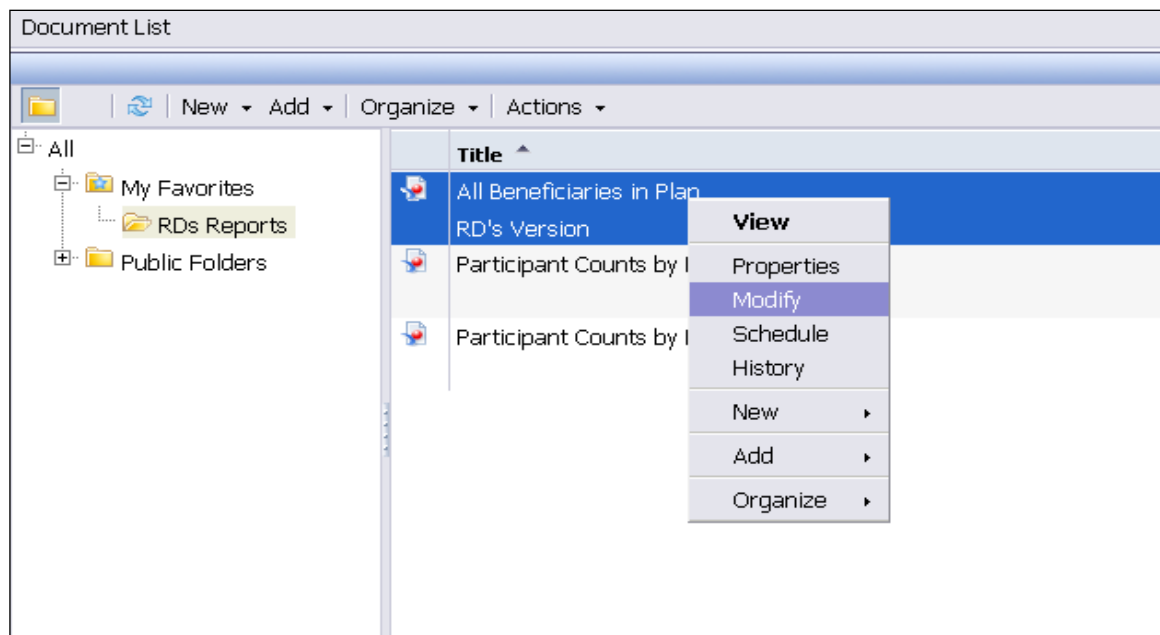 Document List
New Add Organize Actions
All
My Favorites
RDs Reports
Public Folders
Title
All Beneficiaries in Plan
RD's Version
Participant Counts by
Participant Counts by
View
Properties
Modify
Schedule
History
New
Add
Organize